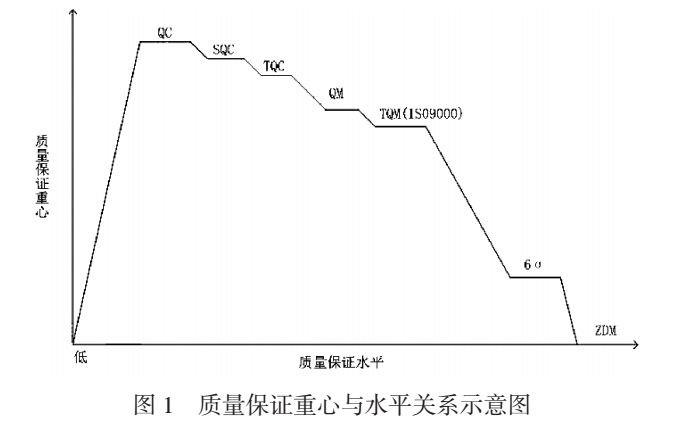 QC
SQC
TQC
QM
TQM(IS09000)
质量保证重心
6σ
ZDM
低
质量保证水平
图 1 质量保证重心与水平关系示意图